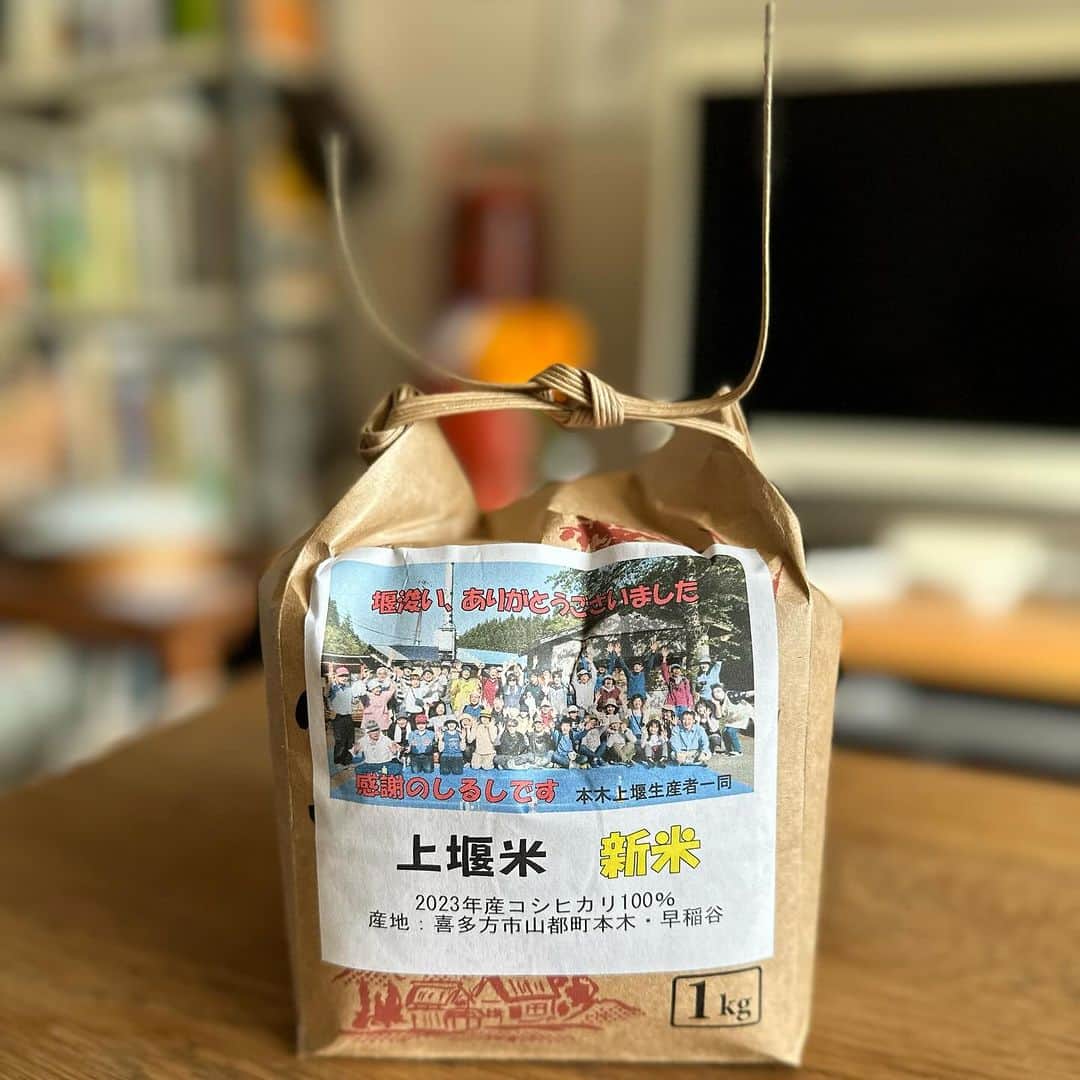 堰浚い、ありがとうございました
感謝のしるしです 本木上堰生産者一同
上堰米 新米
2023年産コシヒカリ100%
産地：喜多方市山都町本木・早稲谷
1kg